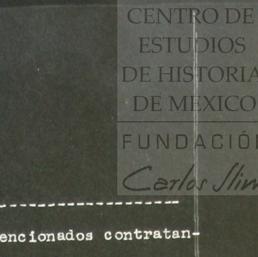 CENTRO DE
ESTUDIOS
DE HISTORIA
DE MEXICO
FUNDACIÓN
Carlos Slim
--------------------
encionados contratan-